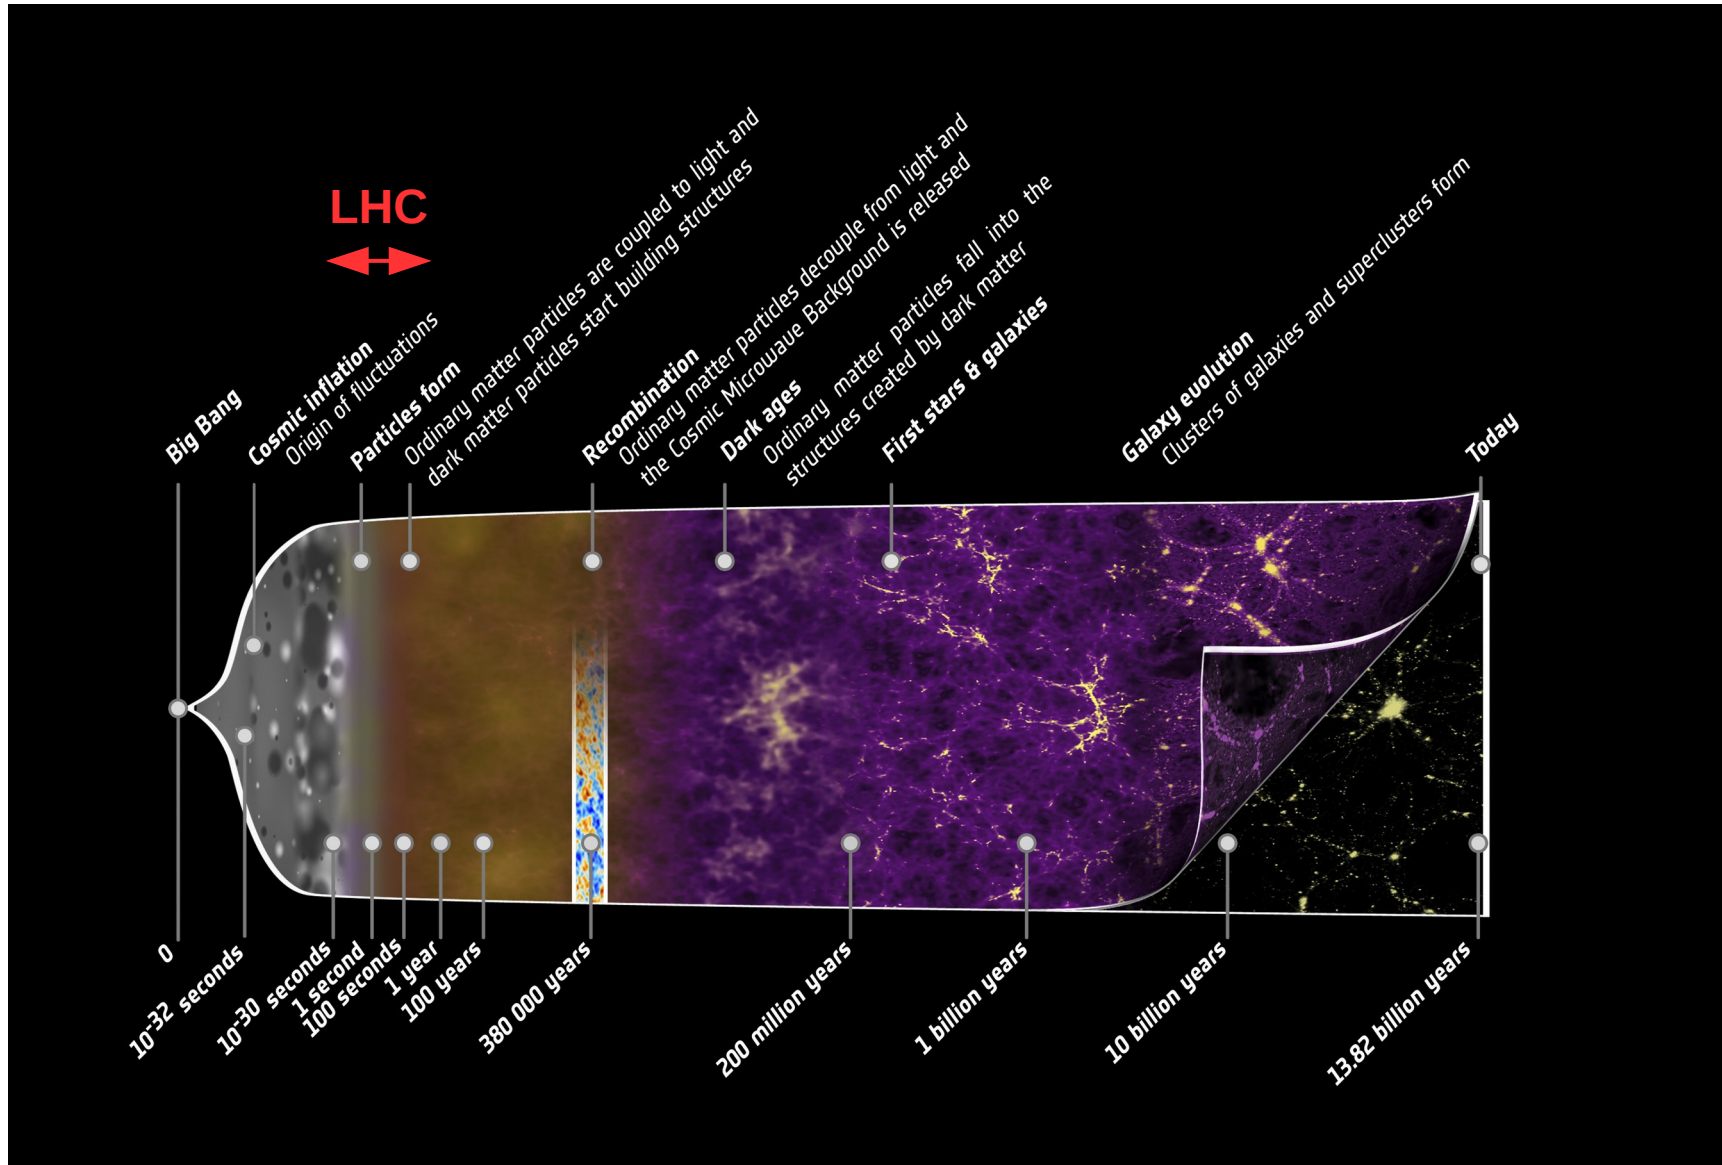 LHC
Big Bang
Cosmic inflation
Origin of fluctuations
Particles form
Ordinary matter particles are coupled to light and
dark matter particles start building structures
Recombination
Ordinary matter particles decouple from light and
the Cosmic Microwave Background is released
Dark ages
Ordinary matter particles fall into the
structures created by dark matter
First stars & galaxies
Galaxy evolution
Clusters of galaxies and superclusters form
Today
0
10⁻³² seconds
10⁻³⁰ seconds
1 second
100 seconds
1 year
100 years
380 000 years
200 million years
1 billion years
10 billion years
13.82 billion years